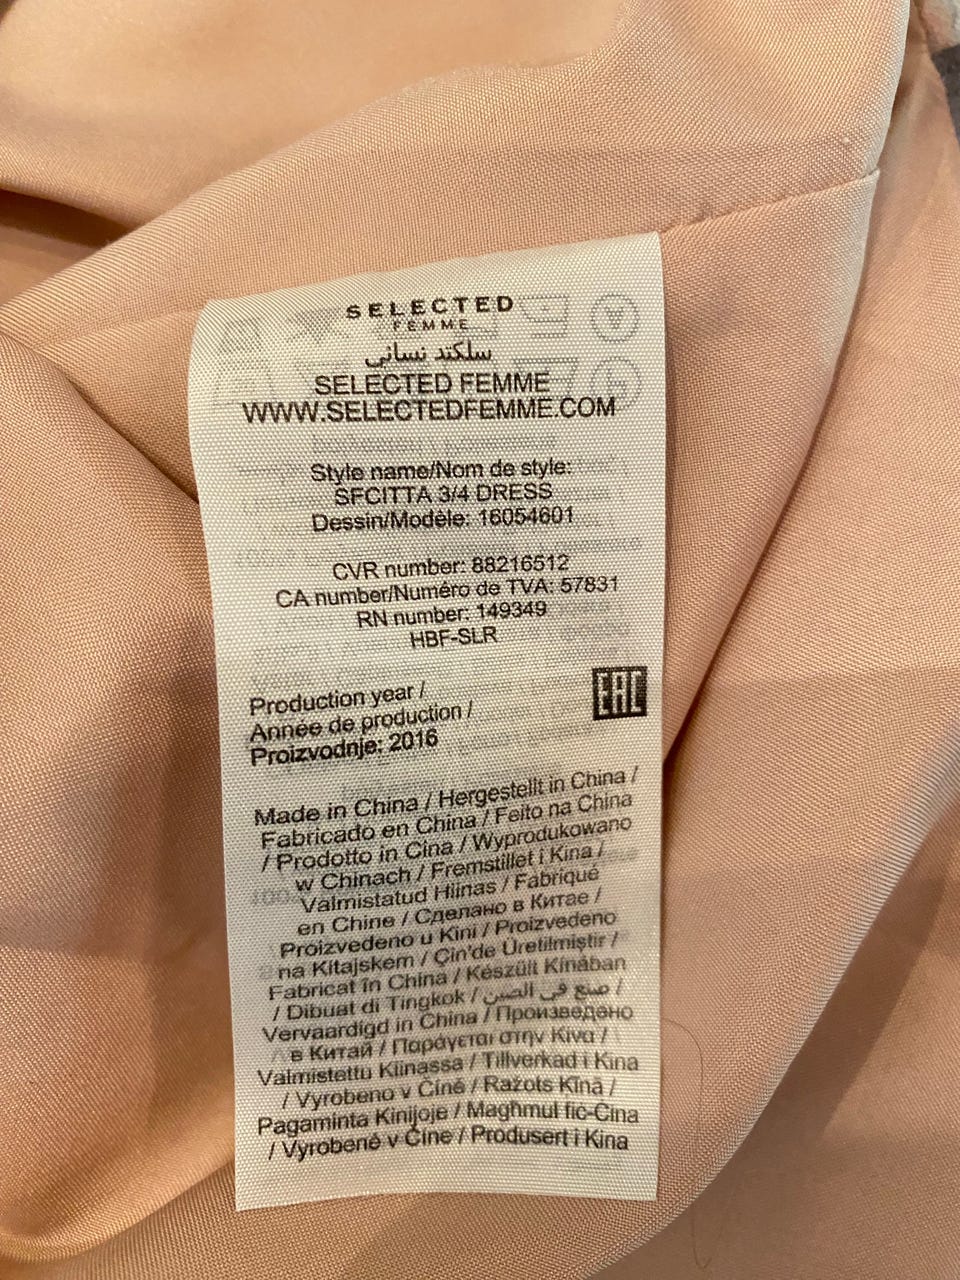 SELECTED
FEMME
سلكتد نسائي
SELECTED FEMME
WWW.SELECTEDFEMME.COM
Style name/Nom de style:
SFCITTA 3/4 DRESS
Dessin/Modèle: 16054601
CVR number: 88216512
CA number/Numéro de TVA: 57831
RN number: 149349
HBF-SLR
Production year /
Année de production /
Proizvodnje: 2016
EAC
Made in China / Hergestellt in China /
Fabricado en China / Feito na China
/ Prodotto in Cina / Wyprodukowano
w Chinach / Fremstillet i Kina /
Valmistatud Hiinas / Fabriqué
en Chine / Сделано в Китае /
Proizvedeno u Kini / Proizvedeno
na Kitajskem / Çin'de Üretilmiştir /
Fabricat în China / Készült Kínában
/ Dibuat di Tingkok / صنع في الصين /
Vervaardigd in China / Произведено
в Китай / Παράγεται στην Κίνα /
Valmistettu Kiinassa / Tillverkad i Kina
/ Vyrobeno v Číně / Ražots Ķīnā /
Pagaminta Kinijoje / Magħmul fiċ-Ċina
/ Vyrobené v Číne / Produsert i Kina